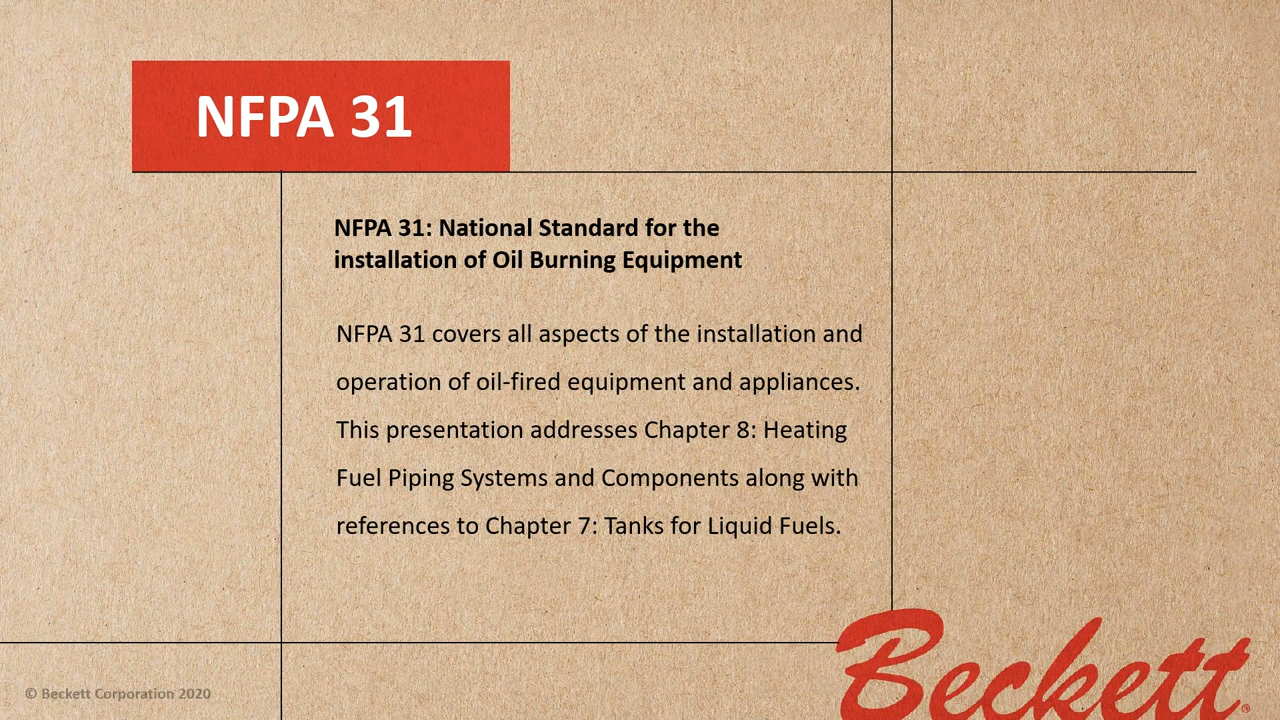 NFPA 31
NFPA 31: National Standard for the
installation of Oil Burning Equipment
NFPA 31 covers all aspects of the installation and
operation of oil-fired equipment and appliances.
This presentation addresses Chapter 8: Heating
Fuel Piping Systems and Components along with
references to Chapter 7: Tanks for Liquid Fuels.
© Beckett Corporation 2020
Beckett®